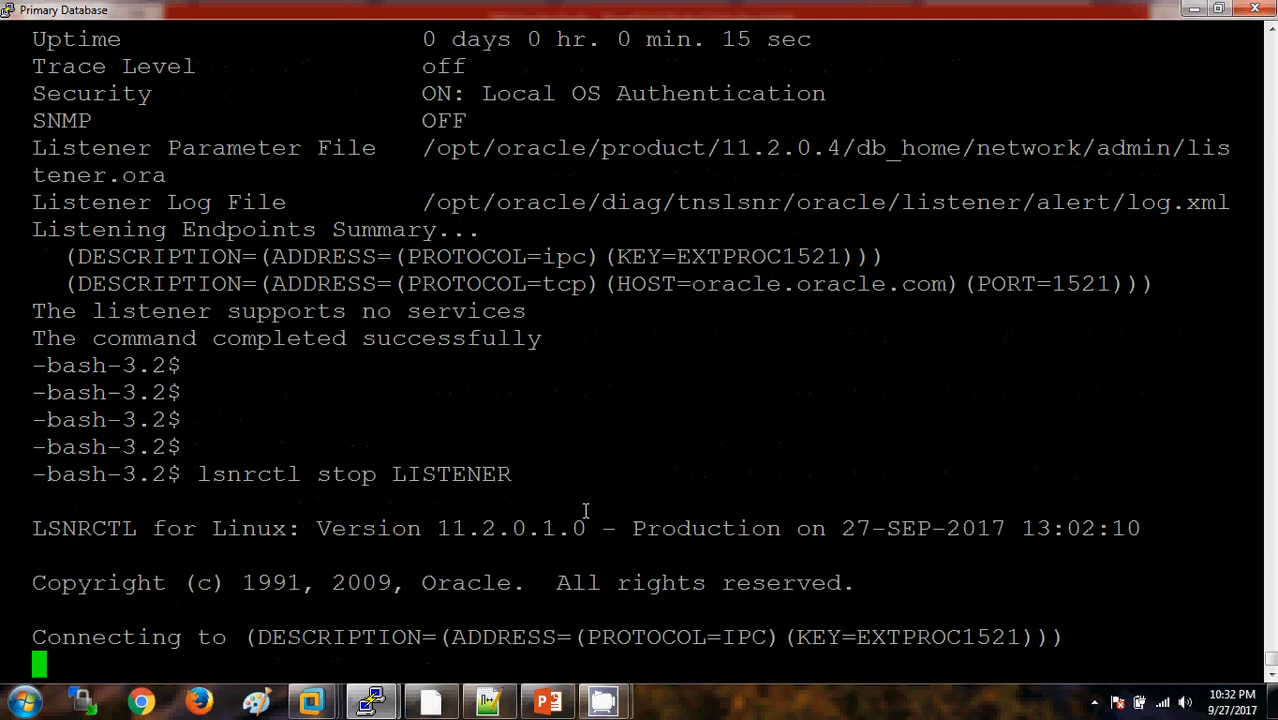 Primary Database
Uptime 0 days 0 hr. 0 min. 15 sec
Trace Level off
Security ON: Local OS Authentication
SNMP OFF
Listener Parameter File /opt/oracle/product/11.2.0.4/db_home/network/admin/lis
tener.ora
Listener Log File /opt/oracle/diag/tnslsnr/oracle/listener/alert/log.xml
Listening Endpoints Summary...
(DESCRIPTION=(ADDRESS=(PROTOCOL=ipc)(KEY=EXTPROC1521)))
(DESCRIPTION=(ADDRESS=(PROTOCOL=tcp)(HOST=oracle.oracle.com)(PORT=1521)))
The listener supports no services
The command completed successfully
-bash-3.2$
-bash-3.2$
-bash-3.2$
-bash-3.2$
-bash-3.2$ lsnrctl stop LISTENER
LSNRCTL for Linux: Version 11.2.0.1.0 - Production on 27-SEP-2017 13:02:10
Copyright (c) 1991, 2009, Oracle. All rights reserved.
Connecting to (DESCRIPTION=(ADDRESS=(PROTOCOL=IPC)(KEY=EXTPROC1521)))
10:32 PM
9/27/2017